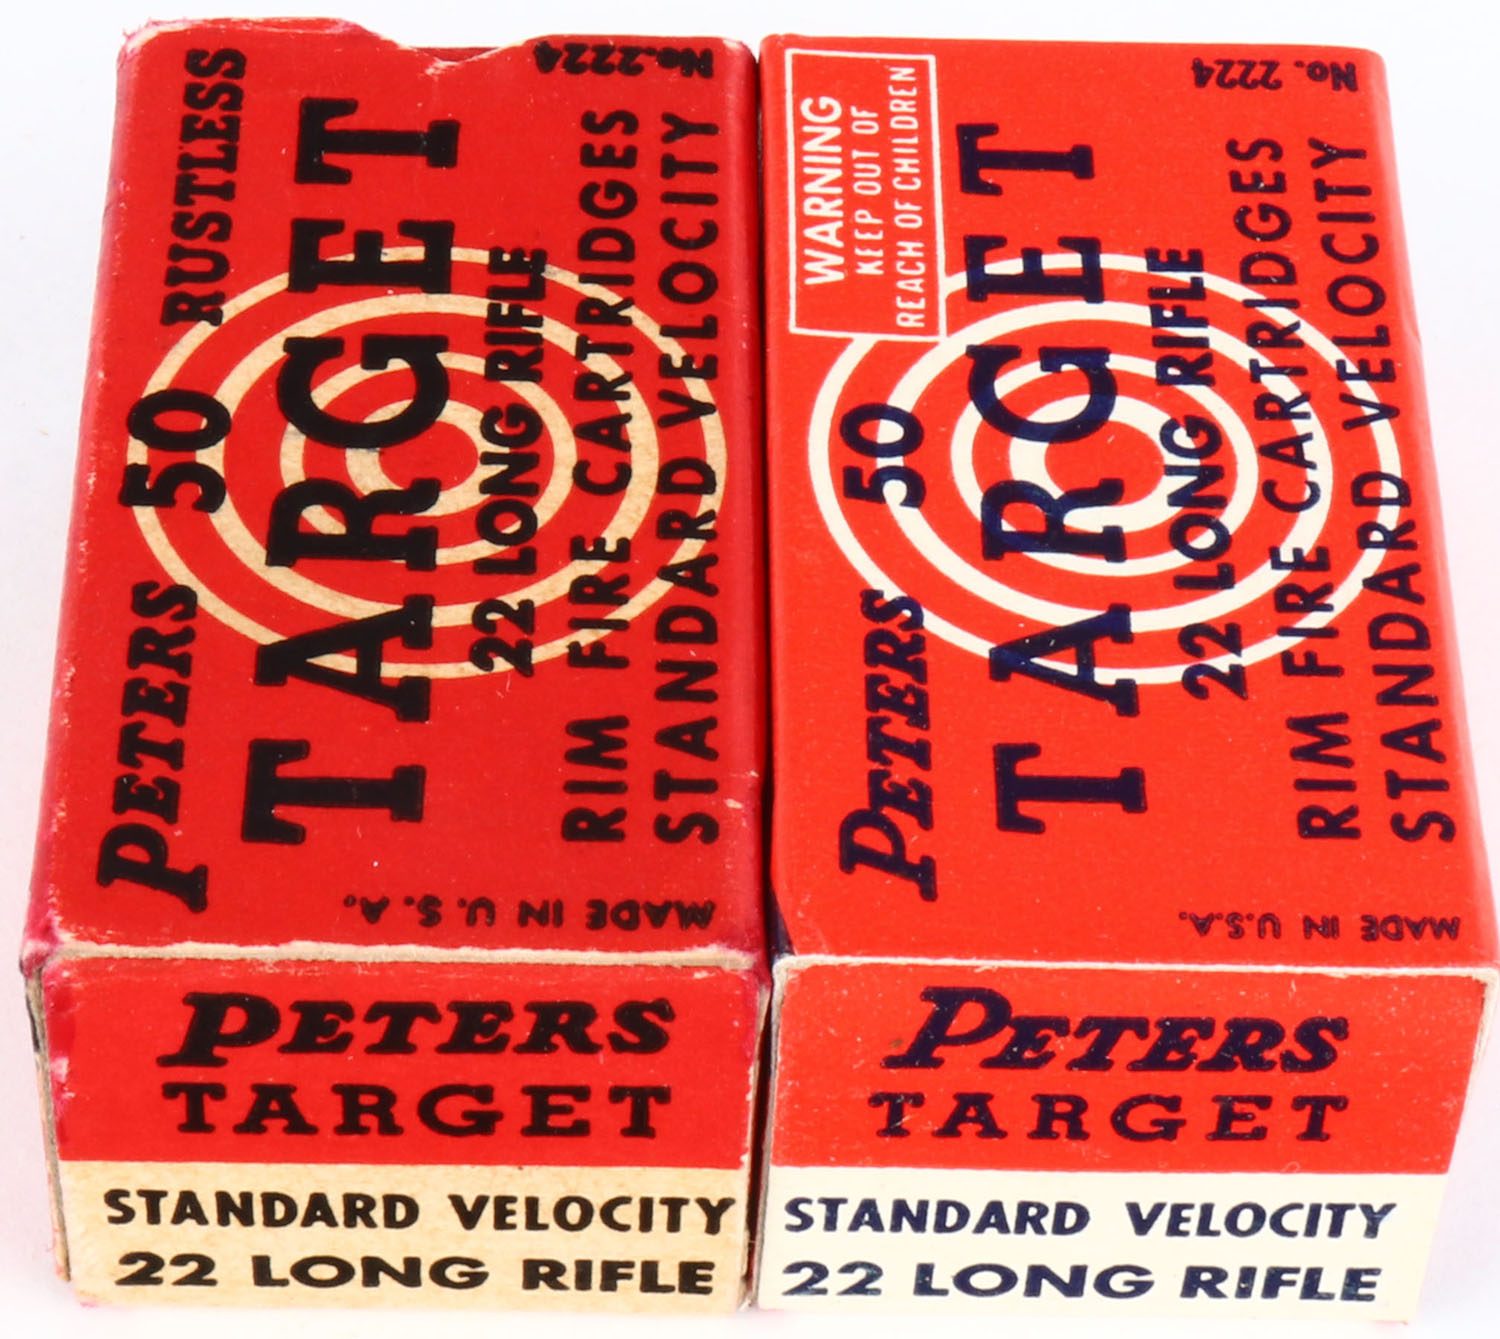 PETERS 50 RUSTLESS
TARGET
22 LONG RIFLE
RIM FIRE CARTRIDGES
STANDARD VELOCITY
No. 2224
MADE IN U.S.A.
PETERS
TARGET
STANDARD VELOCITY
22 LONG RIFLE
WARNING
KEEP OUT OF
REACH OF CHILDREN
PETERS 50
TARGET
22 LONG RIFLE
RIM FIRE CARTRIDGES
STANDARD VELOCITY
No. 2224
MADE IN U.S.A.
PETERS
TARGET
STANDARD VELOCITY
22 LONG RIFLE